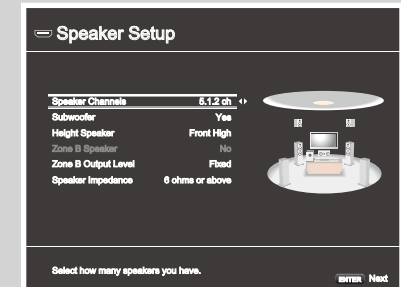 Speaker Setup
Speaker Channels 5.1.2 ch
Subwoofer Yes
Height Speaker Front High
Zone B Speaker No
Zone B Output Level Fixed
Speaker Impedance 6 ohms or above
Select how many speakers you have.
ENTER Next